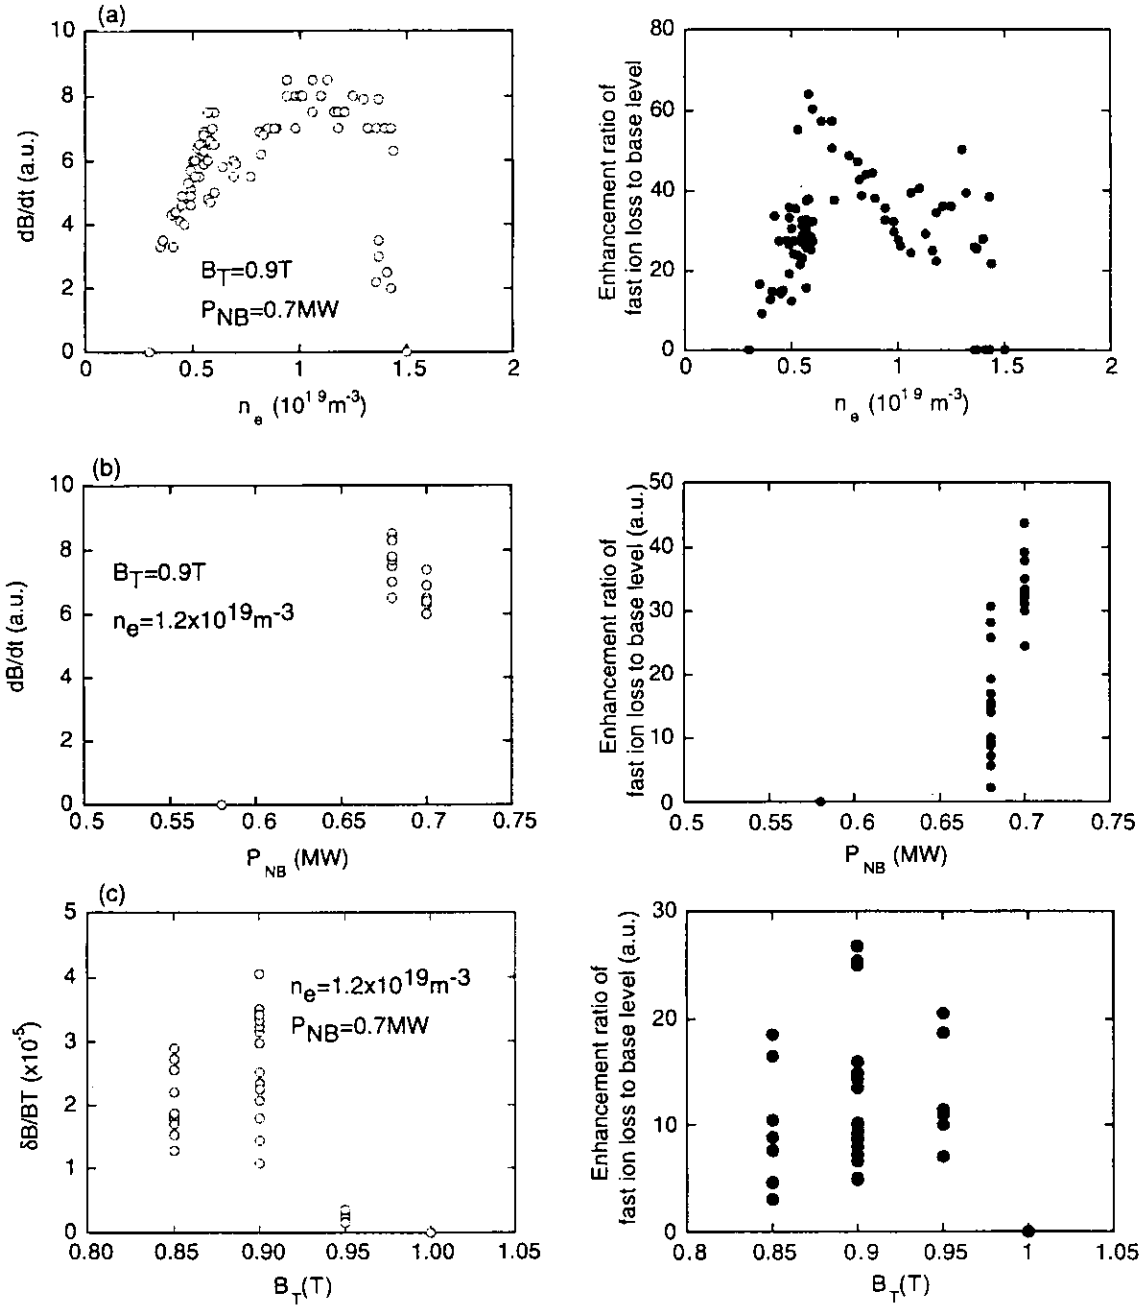 (a)
10
8
6
4
2
0
dB/dt (a.u.)
B_T=0.9T
P_NB=0.7MW
0
0.5
1
1.5
2
n_e (10^19 m^-3)
80
60
40
20
0
Enhancement ratio of
fast ion loss to base level
0
0.5
1
1.5
2
n_e (10^19 m^-3)
(b)
10
8
6
4
2
0
dB/dt (a.u.)
B_T=0.9T
n_e=1.2x10^19m^-3
0.5
0.55
0.6
0.65
0.7
0.75
P_NB (MW)
50
40
30
20
10
0
Enhancement ratio of
fast ion loss to base level (a.u.)
0.5
0.55
0.6
0.65
0.7
0.75
P_NB (MW)
(c)
5
4
3
2
1
0
δB/BT (x10^-5)
n_e=1.2x10^19m^-3
P_NB=0.7MW
0.80
0.85
0.90
0.95
1.00
1.05
B_T(T)
30
20
10
0
Enhancement ratio of
fast ion loss to base level (a.u.)
0.8
0.85
0.9
0.95
1
1.05
B_T(T)